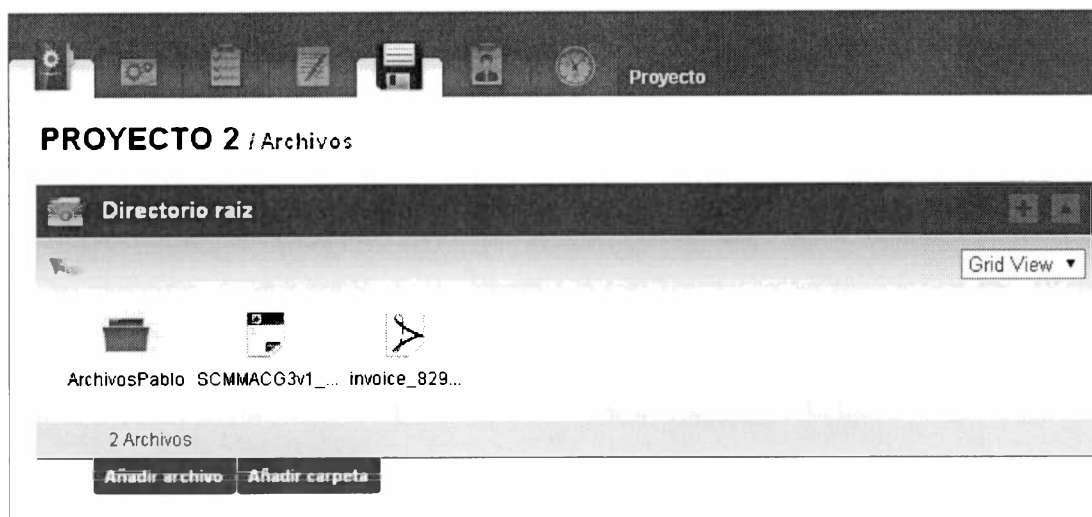 Proyecto
PROYECTO 2 / Archivos
Directorio raiz
Grid View
ArchivosPablo SCMMACG3v1_... invoice_829...
2 Archivos
Añadir archivo Añadir carpeta